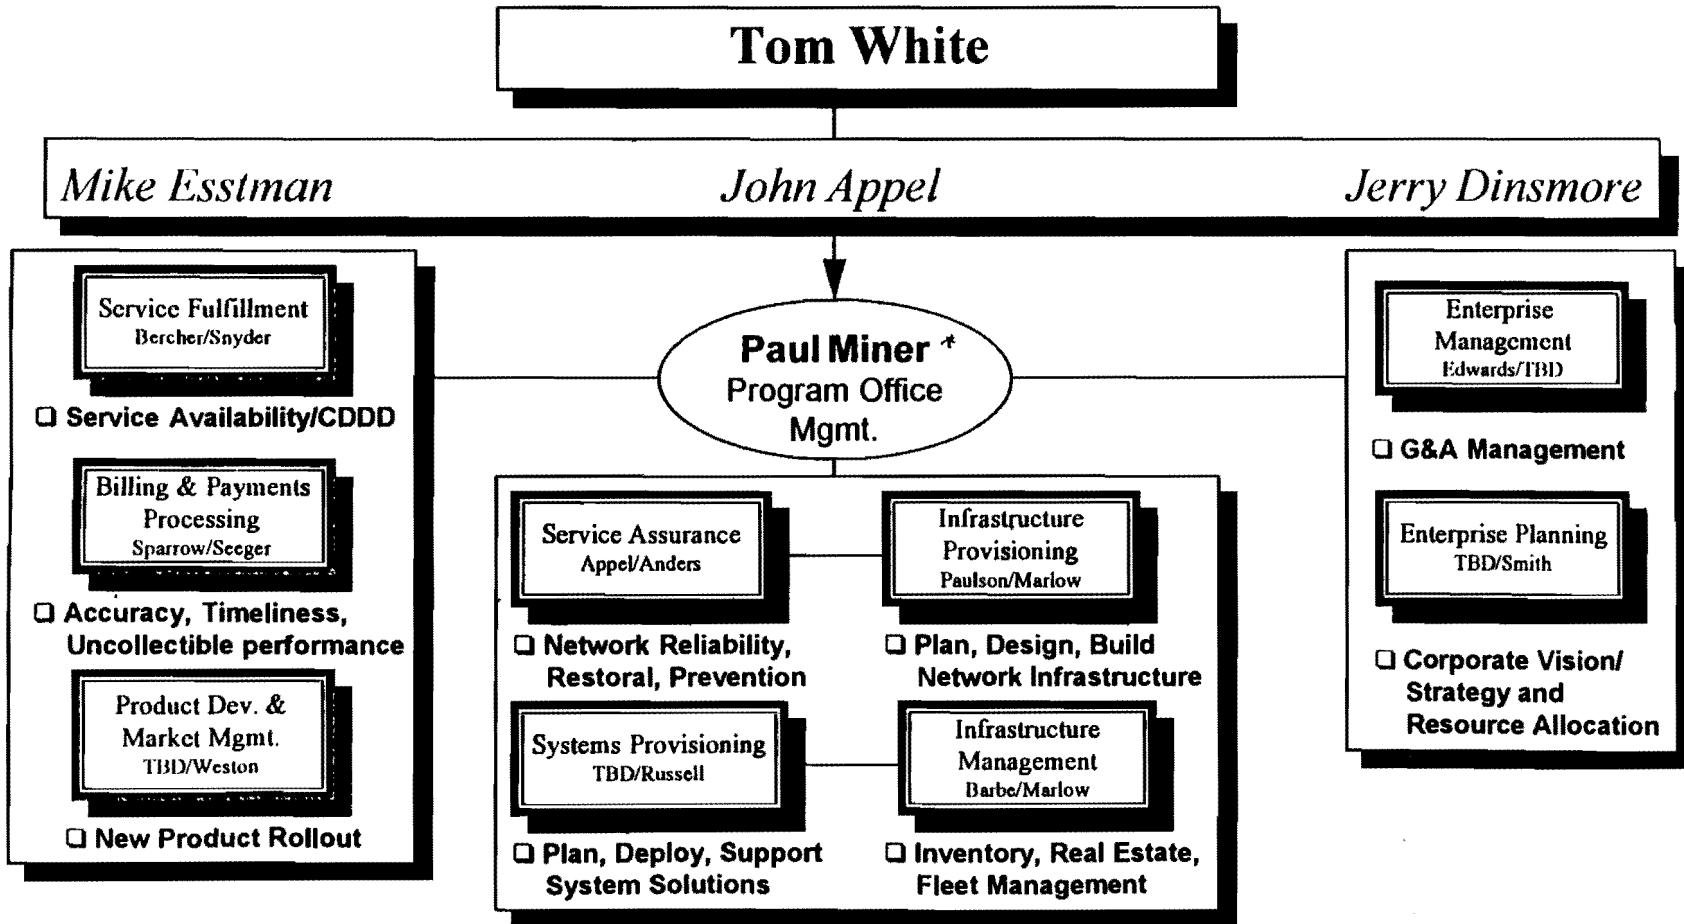 Tom White
Mike Esstman
John Appel
Jerry Dinsmore
Service Fulfillment
Bercher/Snyder
❑ Service Availability/CDDD
Billing & Payments
Processing
Sparrow/Seeger
❑ Accuracy, Timeliness,
Uncollectible performance
Product Dev. &
Market Mgmt.
TBD/Weston
❑ New Product Rollout
Paul Miner *
Program Office
Mgmt.
Service Assurance
Appel/Anders
❑ Network Reliability,
Restoral, Prevention
Infrastructure
Provisioning
Paulson/Marlow
❑ Plan, Design, Build
Network Infrastructure
Systems Provisioning
TBD/Russell
❑ Plan, Deploy, Support
System Solutions
Infrastructure
Management
Barbe/Marlow
❑ Inventory, Real Estate,
Fleet Management
Enterprise
Management
Edwards/TBD
❑ G&A Management
Enterprise Planning
TBD/Smith
❑ Corporate Vision/
Strategy and
Resource Allocation